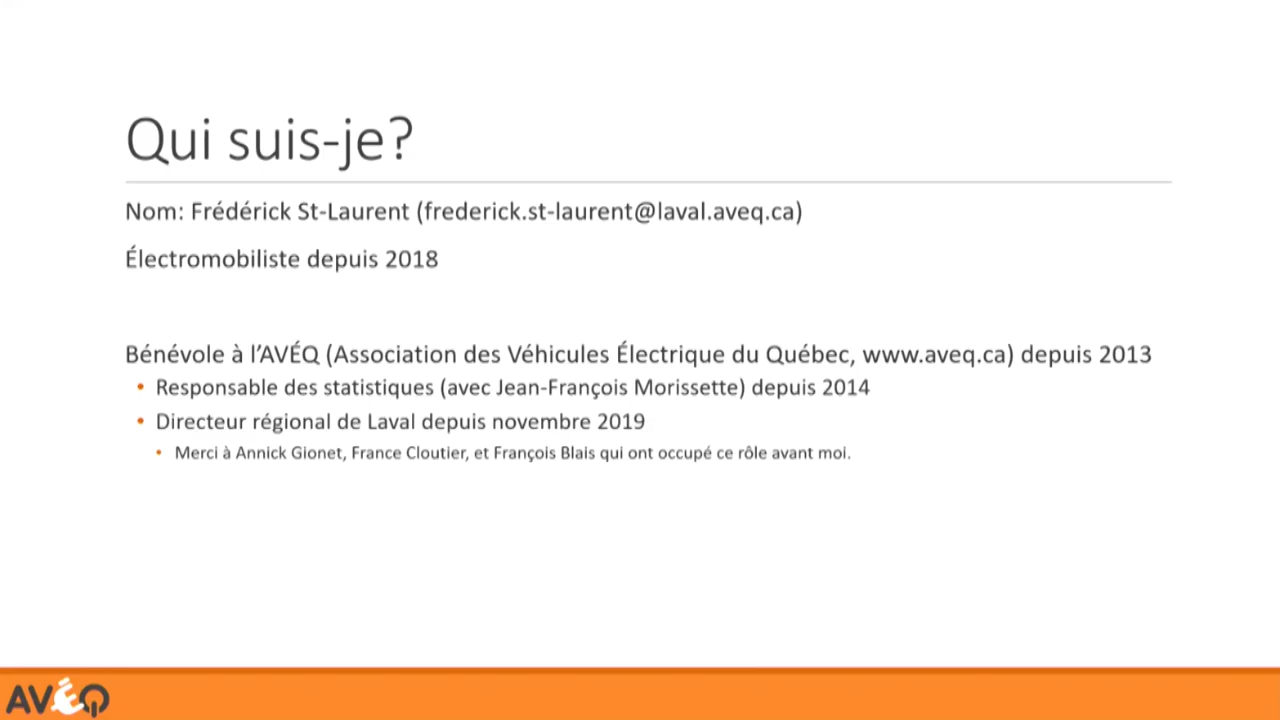 Qui suis-je?
Nom: Frédérick St-Laurent (frederick.st-laurent@laval.aveq.ca)
Électromobiliste depuis 2018
Bénévole à l’AVÉQ (Association des Véhicules Électrique du Québec, www.aveq.ca) depuis 2013
• Responsable des statistiques (avec Jean-François Morissette) depuis 2014
• Directeur régional de Laval depuis novembre 2019
• Merci à Annick Gionet, France Cloutier, et François Blais qui ont occupé ce rôle avant moi.
AVÉQ